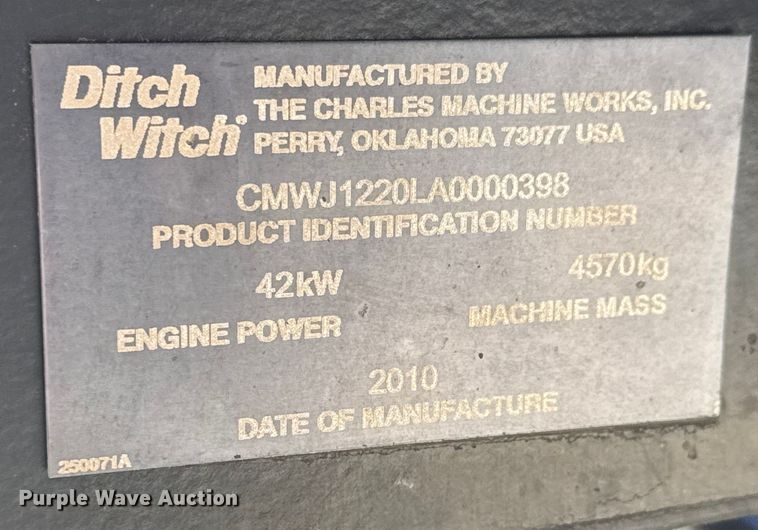 Ditch Witch®
MANUFACTURED BY
THE CHARLES MACHINE WORKS, INC.
PERRY, OKLAHOMA 73077 USA
CMWJ1220LA0000398
PRODUCT IDENTIFICATION NUMBER
42kW
ENGINE POWER
4570kg
MACHINE MASS
2010
DATE OF MANUFACTURE
250071A
Purple Wave Auction